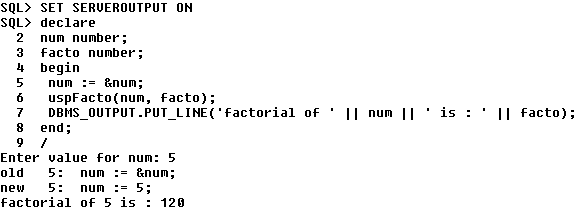 SQL> SET SERVEROUTPUT ON
SQL> declare
2 num number;
3 facto number;
4 begin
5 num := &num;
6 uspFacto(num, facto);
7 DBMS_OUTPUT.PUT_LINE('factorial of ' || num || ' is : ' || facto);
8 end;
9 /
Enter value for num: 5
old 5: num := &num;
new 5: num := 5;
factorial of 5 is : 120